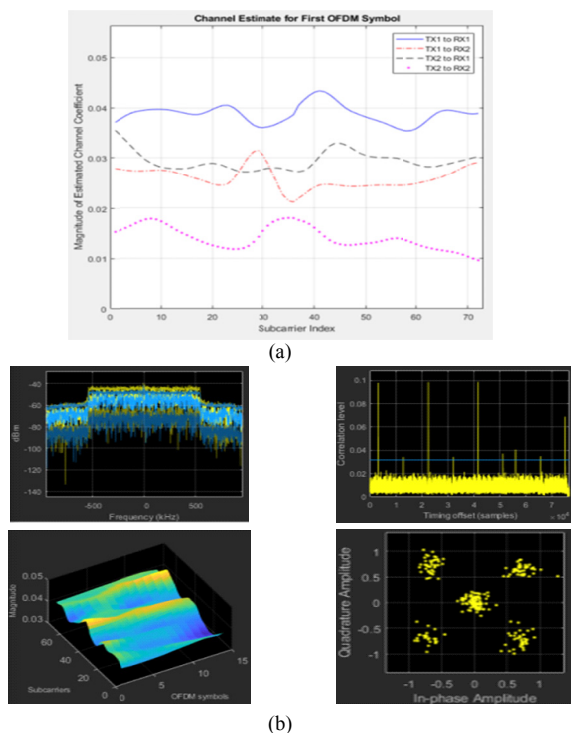 Channel Estimate for First OFDM Symbol
TX1 to RX1
TX1 to RX2
TX2 to RX1
TX2 to RX2
Magnitude of Estimated Channel Coefficient
0.05
0.04
0.03
0.02
0.01
0
0 10 20 30 40 50 60 70
Subcarrier Index
(a)
dBm
-40
-60
-80
-100
-120
-140
-500 0 500
Frequency (kHz)
Correlation level
0.1
0.08
0.06
0.04
0.02
0
0 2 4 6
Timing offset (samples) × 10⁴
Magnitude
0.05
0.04
0.03
60
40
20
0
Subcarriers
0 5 10 15
OFDM symbols
Quadrature Amplitude
1
0.5
0
-0.5
-1
-1 -0.5 0 0.5 1
In-phase Amplitude
(b)